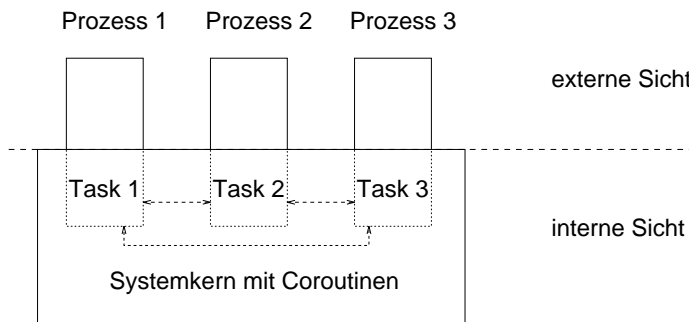 Prozess 1
Prozess 2
Prozess 3
externe Sicht
Task 1
Task 2
Task 3
interne Sicht
Systemkern mit Coroutinen